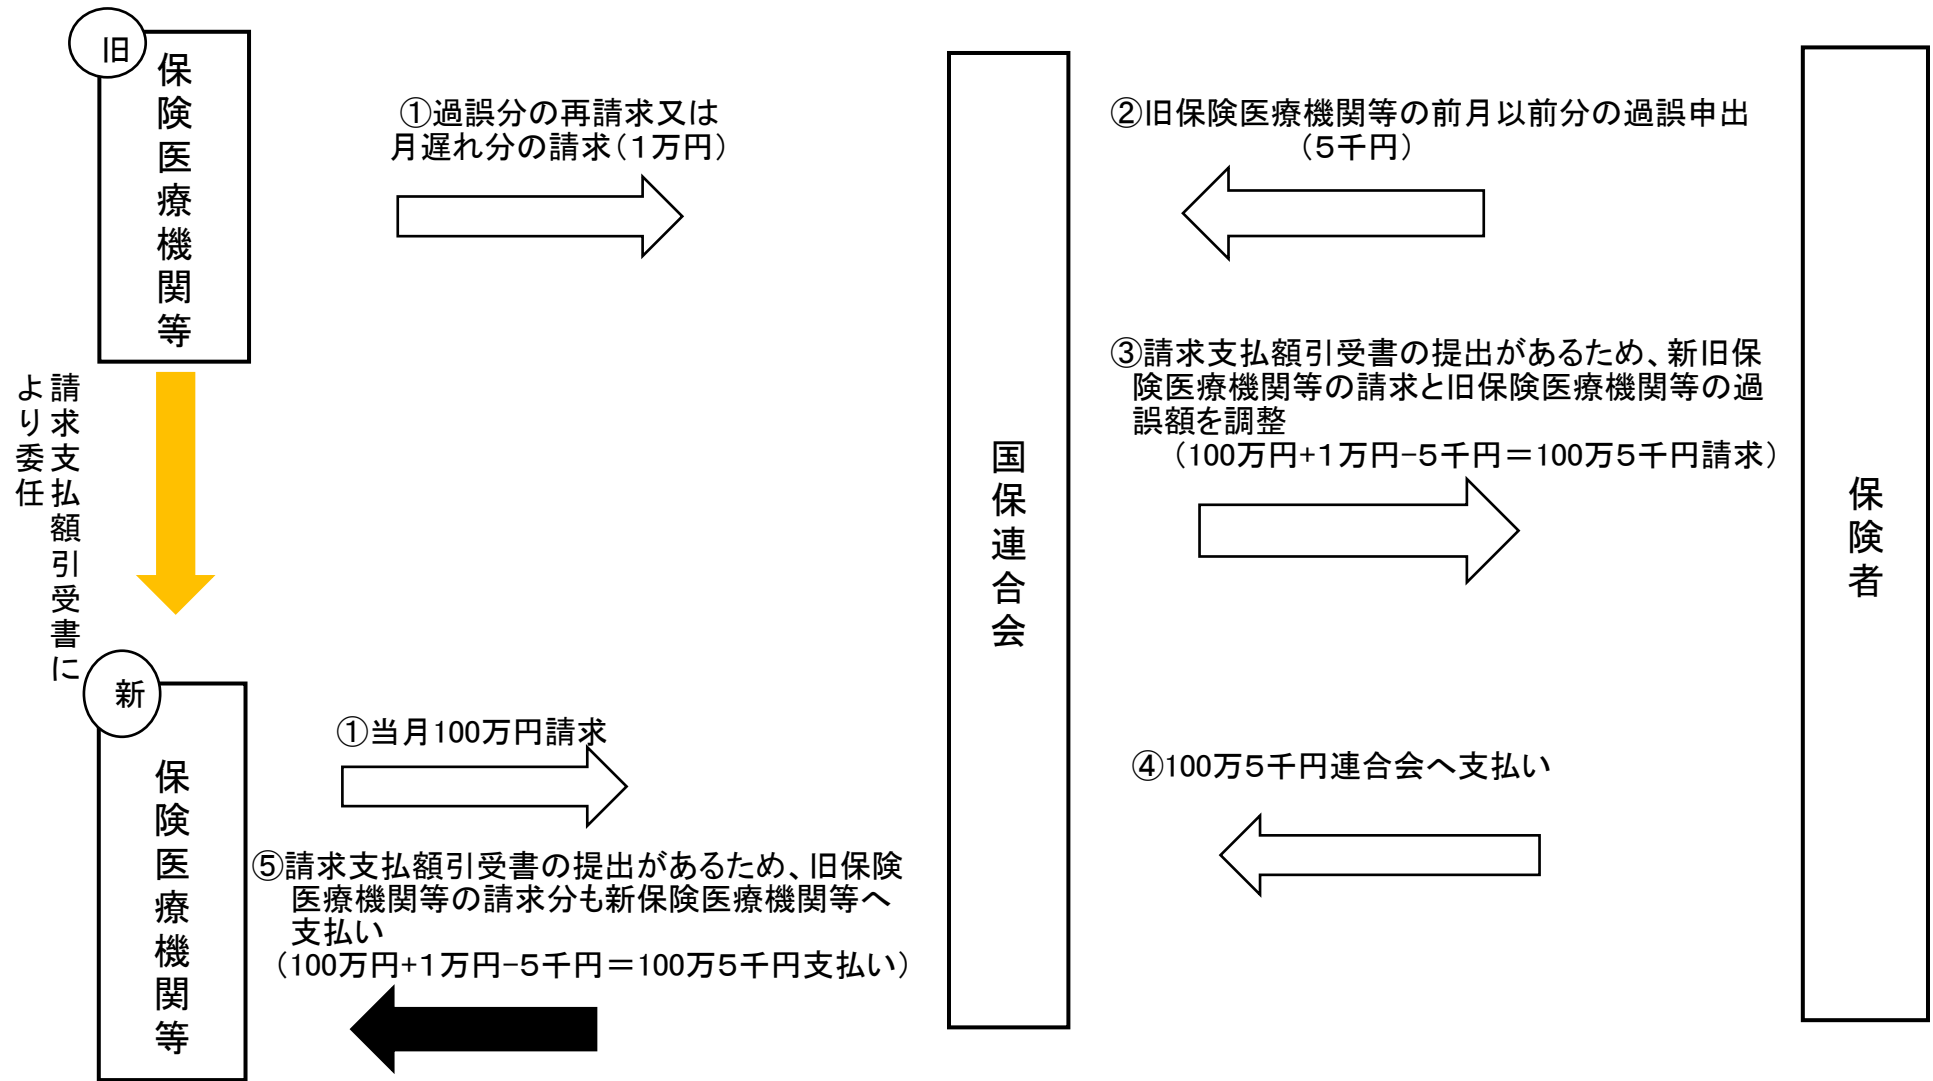 旧
保険医療機関等
①過誤分の再請求又は
月遅れ分の請求（１万円）
請求支払額引受書に
より委任
新
保険医療機関等
①当月100万円請求
⑤請求支払額引受書の提出があるため、旧保険
医療機関等の請求分も新保険医療機関等へ
支払い
（100万円+１万円−５千円＝100万５千円支払い）
国保連合会
②旧保険医療機関等の前月以前分の過誤申出
（５千円）
③請求支払額引受書の提出があるため、新旧保
険医療機関等の請求と旧保険医療機関等の過
誤額を調整
（100万円+１万円−５千円＝100万５千円請求）
④100万５千円連合会へ支払い
保険者